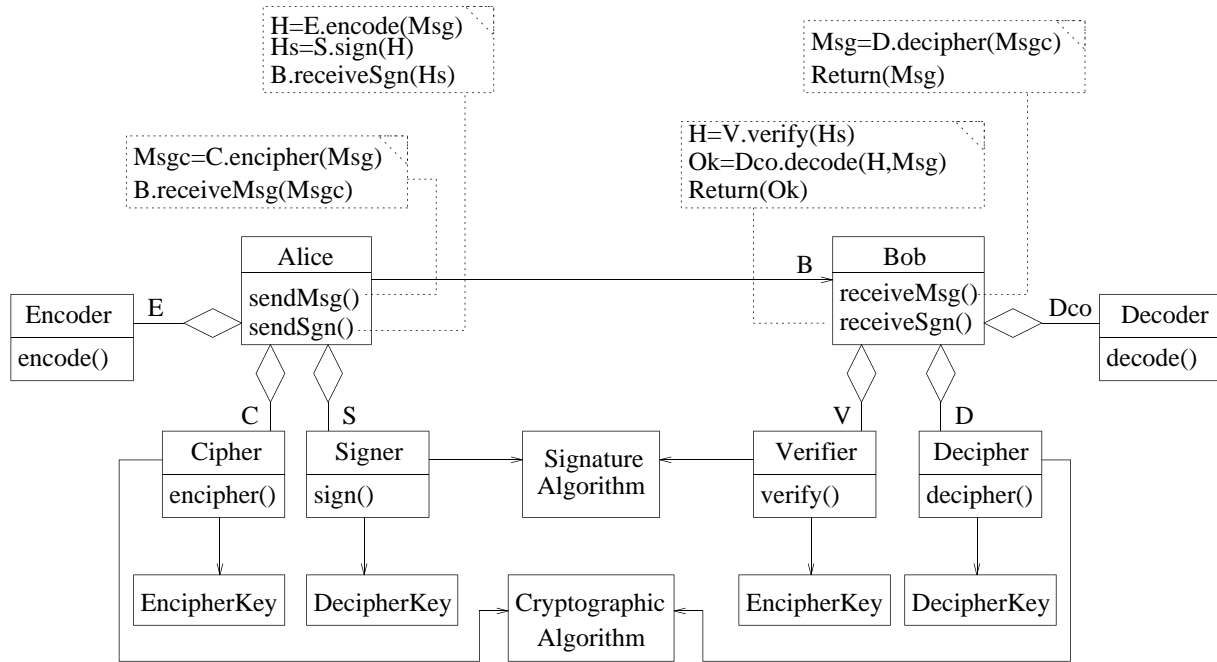 H=E.encode(Msg)
Hs=S.sign(H)
B.receiveSgn(Hs)
Msg=D.decipher(Msgc)
Return(Msg)
Msgc=C.encipher(Msg)
B.receiveMsg(Msgc)
H=V.verify(Hs)
Ok=Dco.decode(H,Msg)
Return(Ok)
Alice
sendMsg()
sendSgn()
B
Bob
receiveMsg()
receiveSgn()
Encoder
encode()
E
Dco
Decoder
decode()
C
S
V
D
Cipher
encipher()
Signer
sign()
Signature
Algorithm
Verifier
verify()
Decipher
decipher()
EncipherKey
DecipherKey
Cryptographic
Algorithm
EncipherKey
DecipherKey